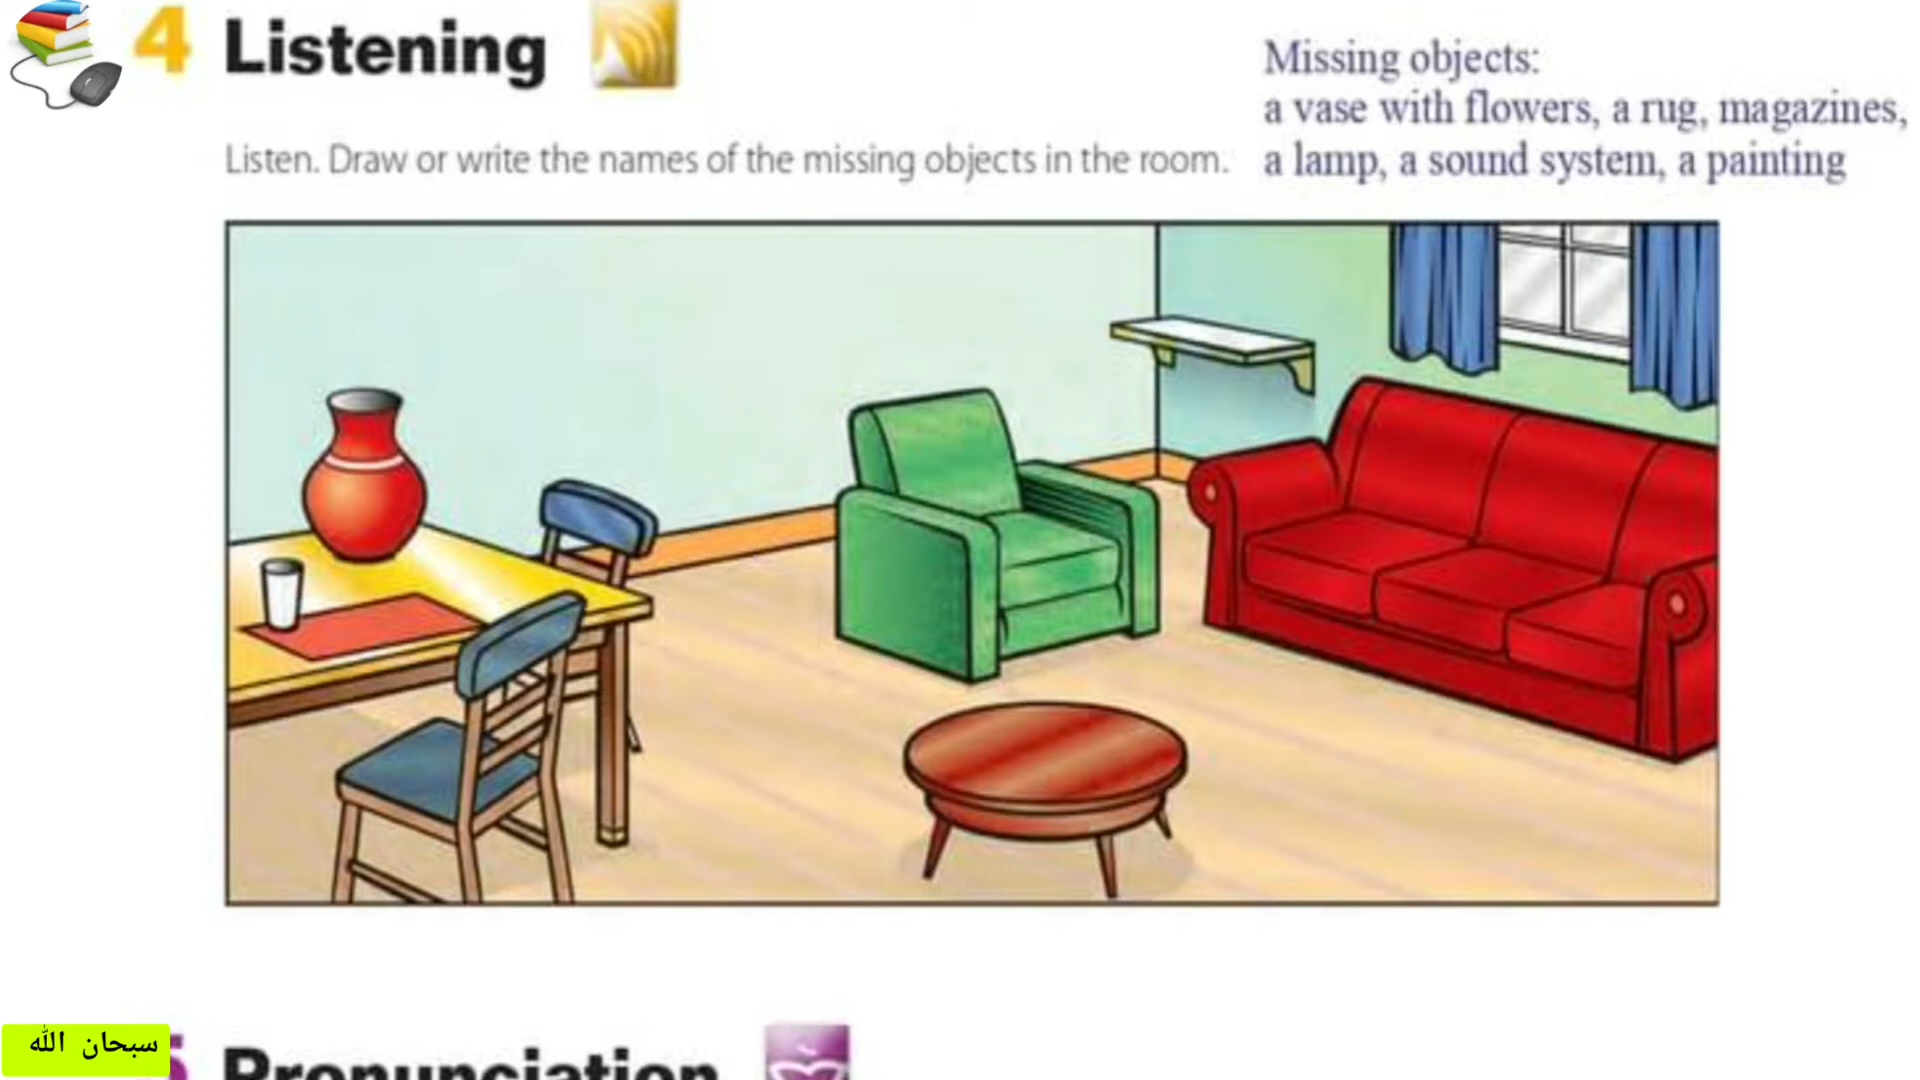 4 Listening
Missing objects:
a vase with flowers, a rug, magazines,
a lamp, a sound system, a painting
Listen. Draw or write the names of the missing objects in the room.
سبحان الله
5 Pronunciation